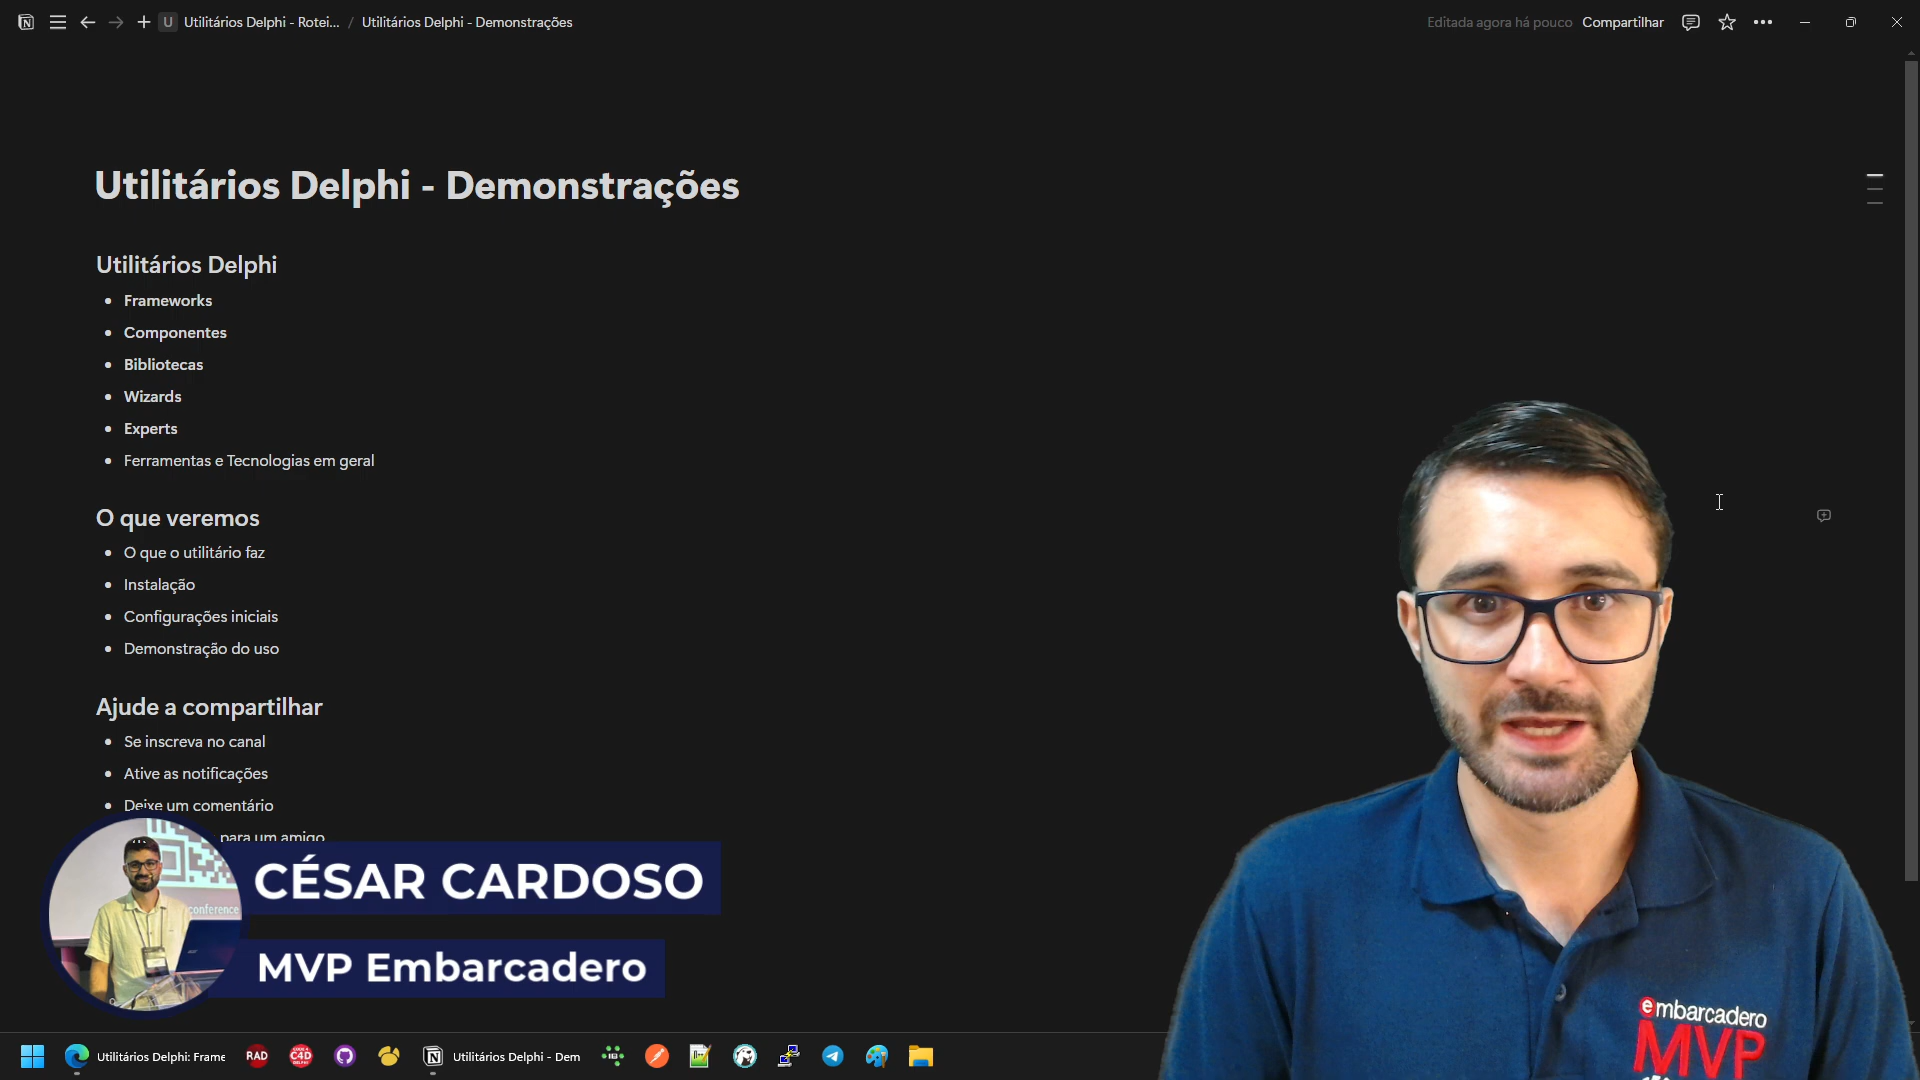 U Utilitários Delphi - Rotei... / Utilitários Delphi - Demonstrações
Editada agora há pouco Compartilhar
Utilitários Delphi - Demonstrações
Utilitários Delphi
Frameworks
Componentes
Bibliotecas
Wizards
Experts
Ferramentas e Tecnologias em geral
O que veremos
O que o utilitário faz
Instalação
Configurações iniciais
Demonstração do uso
Ajude a compartilhar
Se inscreva no canal
Ative as notificações
Deixe um comentário
para um amigo
conference
CÉSAR CARDOSO
MVP Embarcadero
embarcadero
MVP
Utilitários Delphi: Frame
RAD
C4D
Utilitários Delphi - Dem